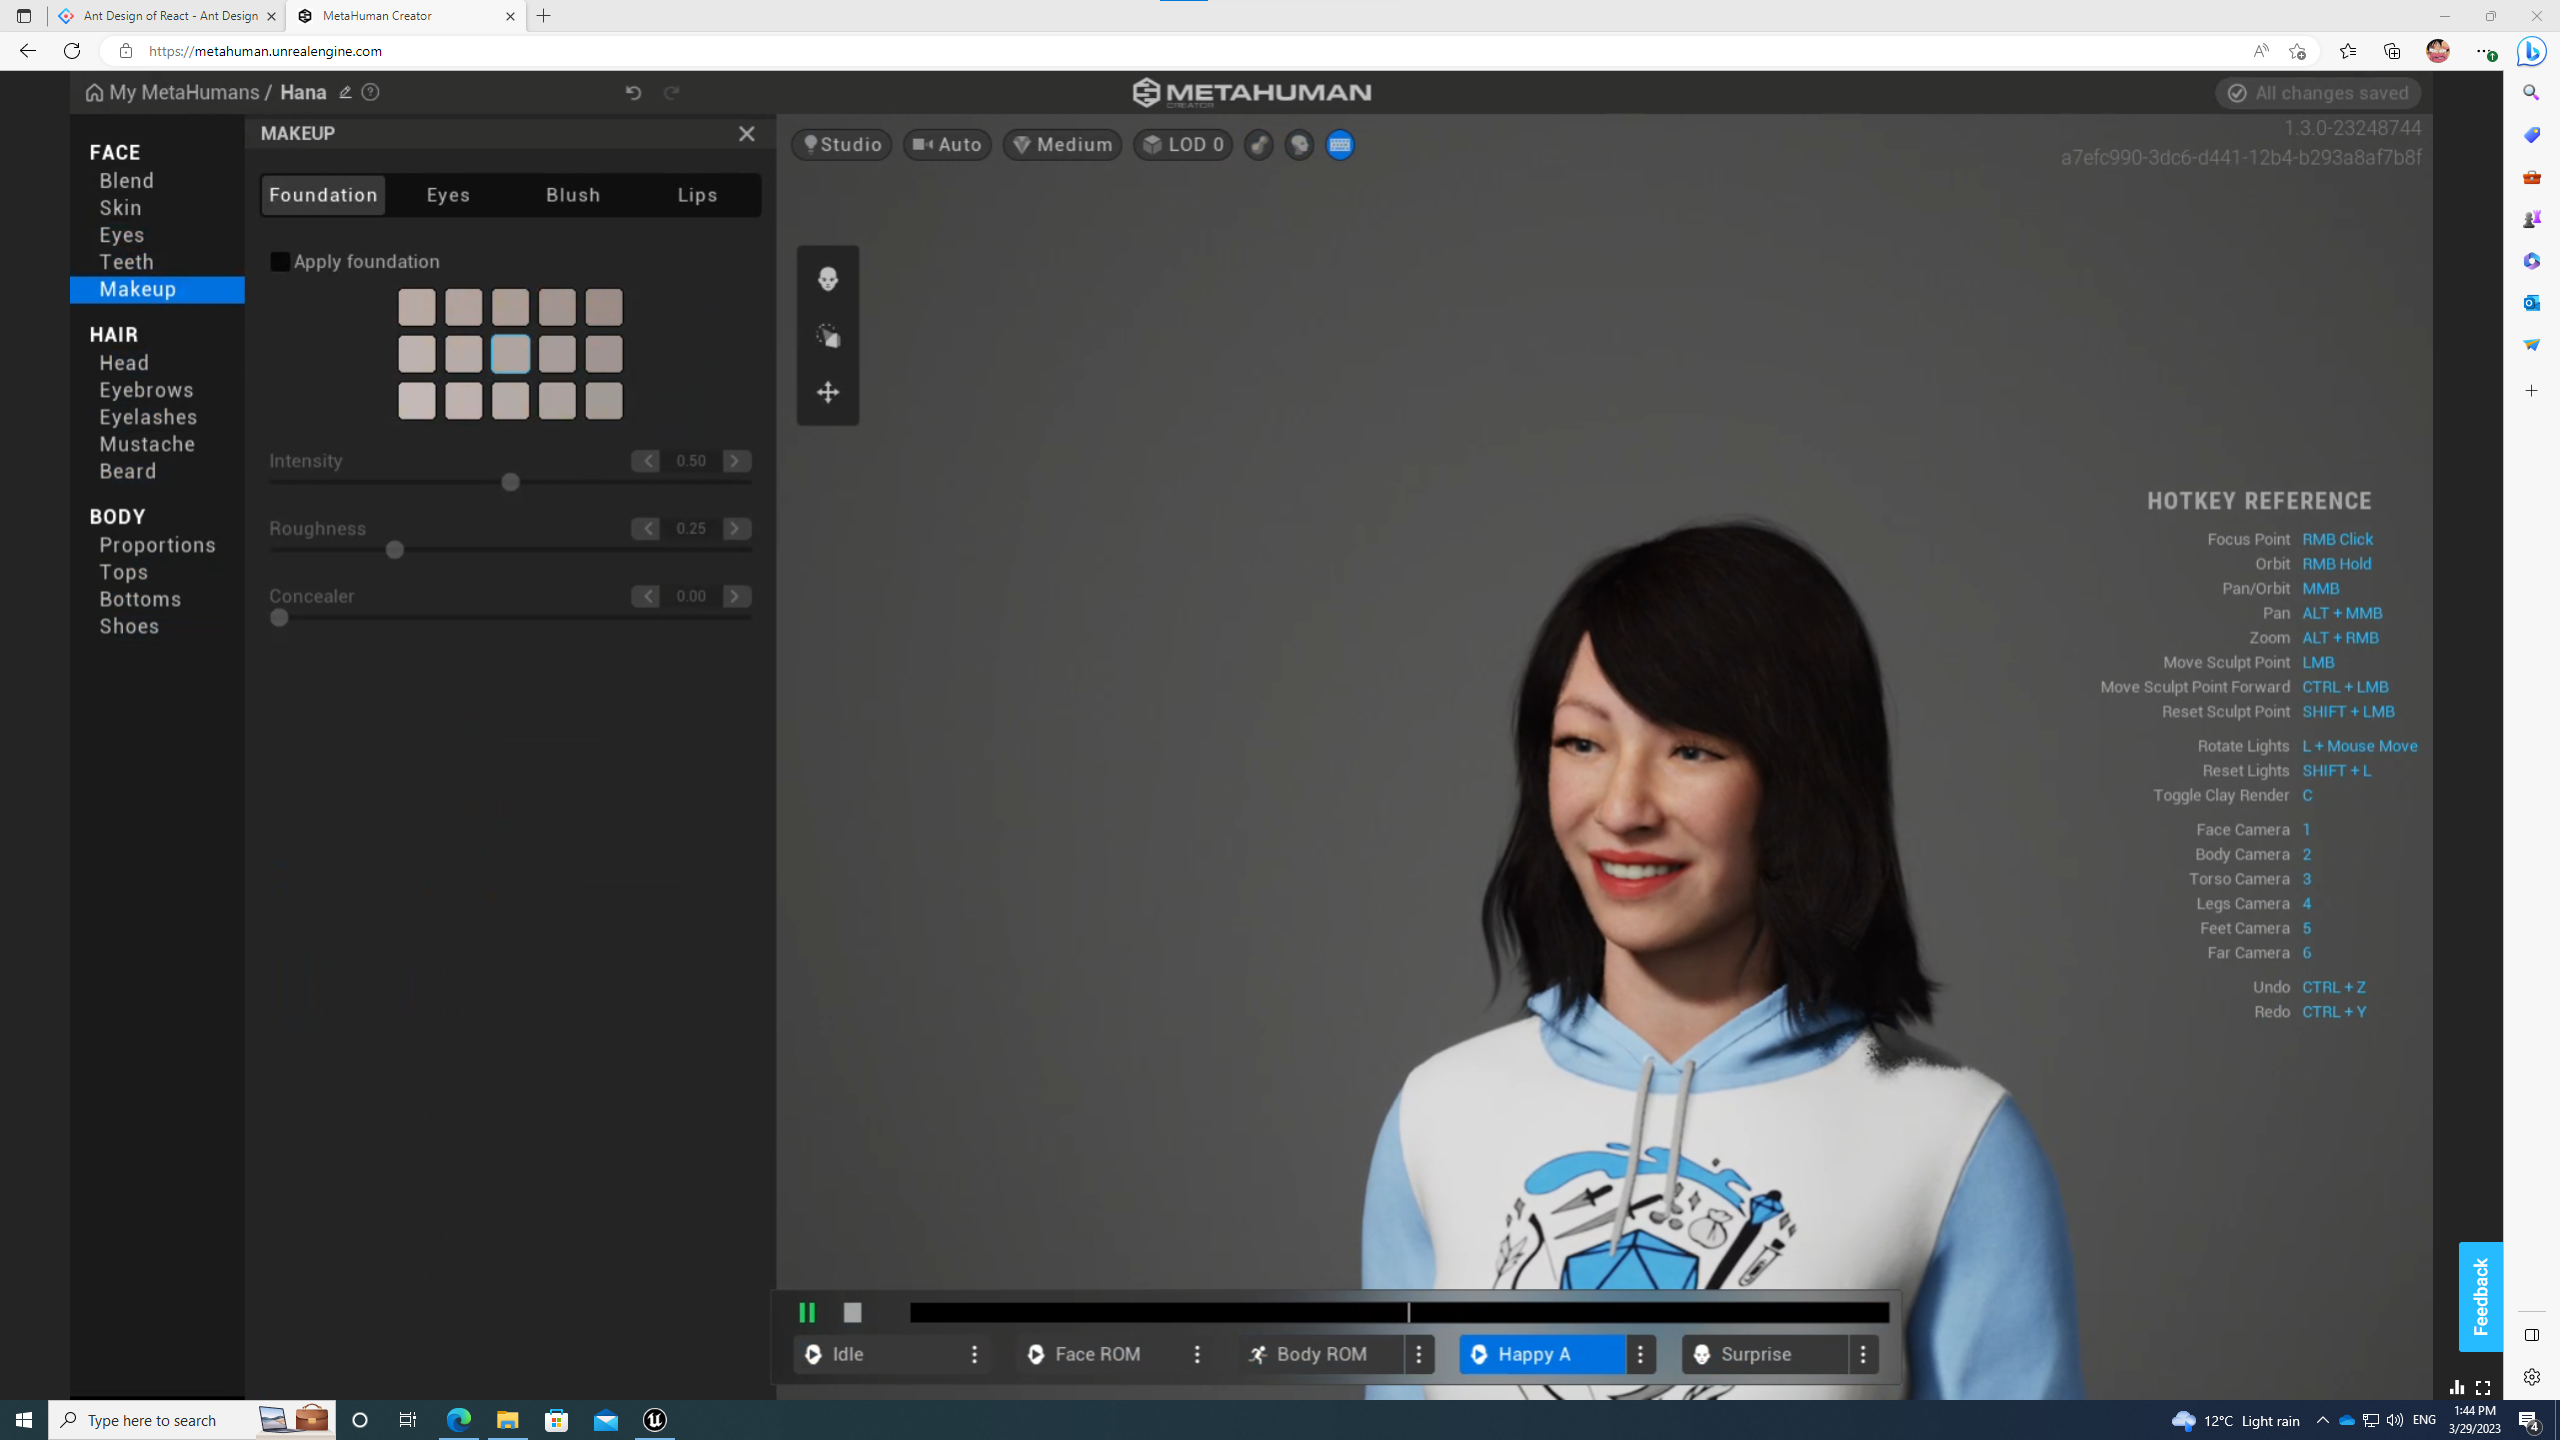 Ant Design of React - Ant Design
MetaHuman Creator
https://metahuman.unrealengine.com
My MetaHumans / Hana
METAHUMAN
CREATOR
All changes saved
FACE
Blend
Skin
Eyes
Teeth
Makeup
HAIR
Head
Eyebrows
Eyelashes
Mustache
Beard
BODY
Proportions
Tops
Bottoms
Shoes
MAKEUP
Foundation Eyes Blush Lips
Apply foundation
Intensity 0.50
Roughness 0.25
Concealer 0.00
Studio Auto Medium LOD 0
1.3.0-23248744
a7efc990-3dc6-d441-12b4-b293a8af7b8f
HOTKEY REFERENCE
Focus Point RMB Click
Orbit RMB Hold
Pan/Orbit MMB
Pan ALT + MMB
Zoom ALT + RMB
Move Sculpt Point LMB
Move Sculpt Point Forward CTRL + LMB
Reset Sculpt Point SHIFT + LMB
Rotate Lights L + Mouse Move
Reset Lights SHIFT + L
Toggle Clay Render C
Face Camera 1
Body Camera 2
Torso Camera 3
Legs Camera 4
Feet Camera 5
Far Camera 6
Undo CTRL + Z
Redo CTRL + Y
Feedback
Idle Face ROM Body ROM Happy A Surprise
Type here to search
12°C Light rain
ENG
1:44 PM
3/29/2023
4